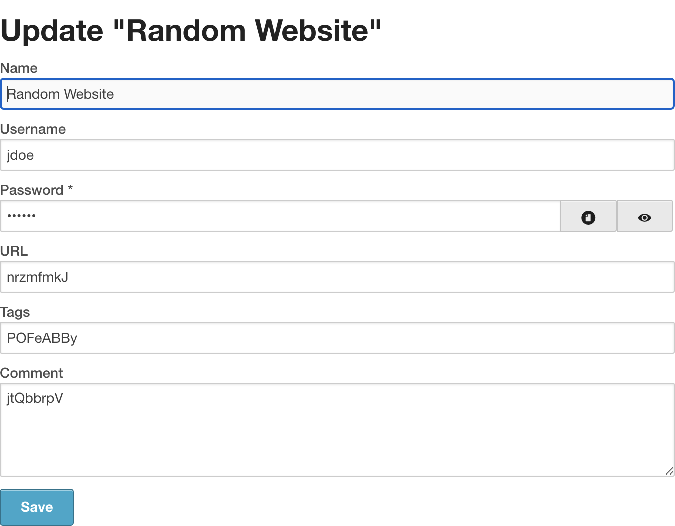 Update "Random Website"
Name
Random Website
Username
jdoe
Password *
••••••
URL
nrzmfmkJ
Tags
POFeABBy
Comment
jtQbbrpV
Save